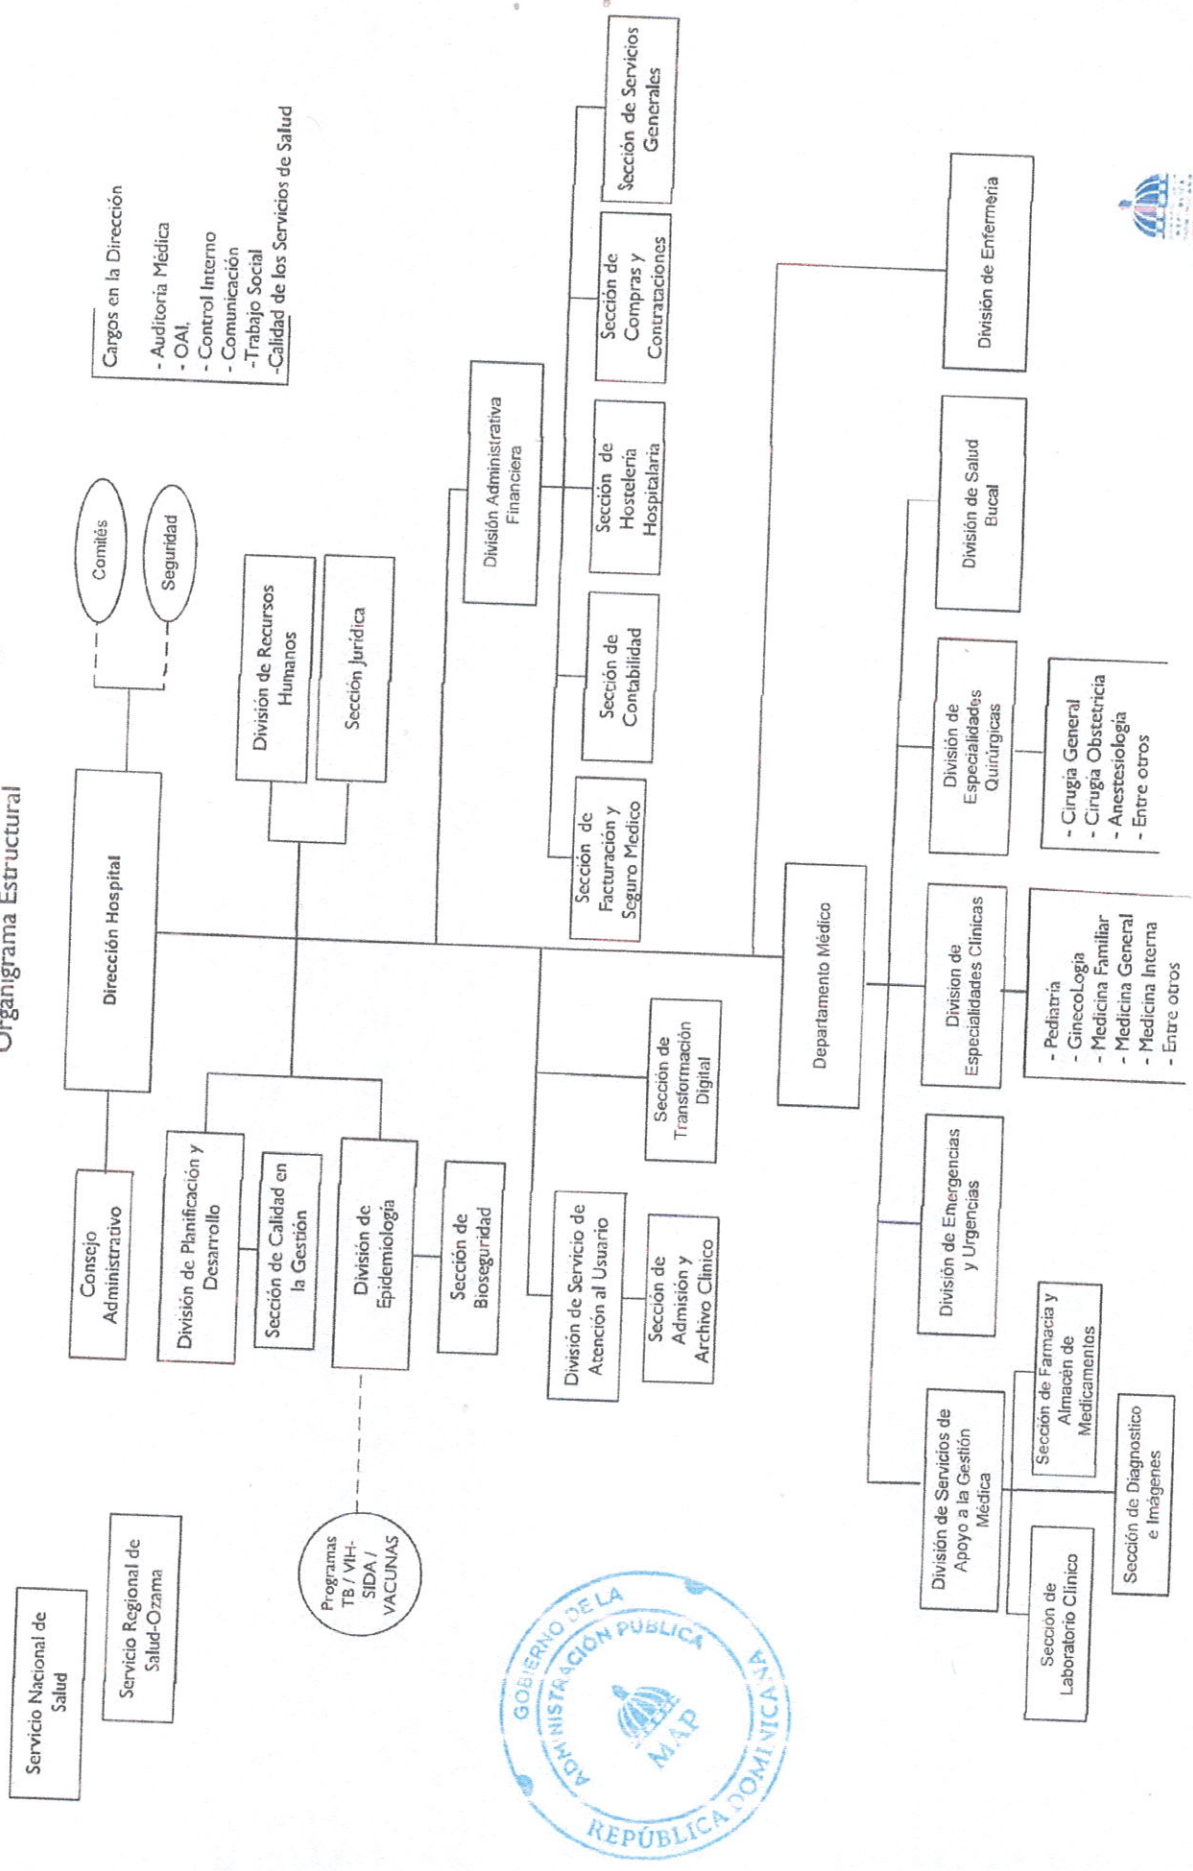 Organigrama Estructural
Servicio Nacional de
Salud
Servicio Regional de
Salud-Ozama
Consejo
Administrativo
Dirección Hospital
Comités
Seguridad
Cargos en la Dirección
- Auditoría Médica
- OAI.
- Control Interno
- Comunicación
-Trabajo Social
-Calidad de los Servicios de Salud
División de Planificación y
Desarrollo
Sección de Calidad en
la Gestión
División de
Epidemiología
Sección de
Bioseguridad
Programas
TB / VIH-
SIDA /
VACUNAS
División de Recursos
Humanos
Sección Jurídica
División Administrativa
Financiera
Sección de
Facturación y
Seguro Medico
Sección de
Contabilidad
Sección de
Hostelería
Hospitalaria
Sección de
Compras y
Contrataciones
Sección de Servicios
Generales
División de Servicio de
Atención al Usuario
Sección de
Admisión y
Archivo Clinico
Sección de
Transformación
Digital
Departamento Médico
División de Servicios de
Apoyo a la Gestión
Médica
Sección de
Laboratorio Clínico
Sección de Farmacia y
Almacén de
Medicamentos
Sección de Diagnostico
e Imágenes
División de Emergencias
y Urgencias
Division de
Especialidades Clínicas
- Pediatría
- GinecoLogía
- Medicina Familiar
- Medicina General
- Medicina Interna
- Entre otros
División de
Especialidades
Quirúrgicas
- Cirugía General
- Cirugía Obstetricia
- Anestesiología
- Entre otros
División de Salud
Bucal
División de Enfermería
GOBIERNO DE LA
REPÚBLICA DOMINICANA
ADMINISTRACIÓN PÚBLICA
MAP